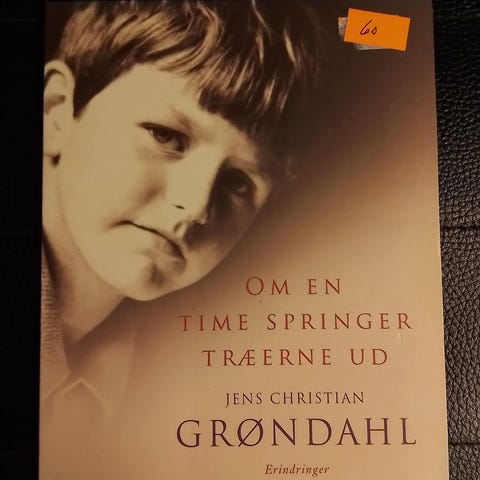 60
OM EN
TIME SPRINGER
TRÆERNE UD
JENS CHRISTIAN
GRØNDAHL
Erindringer